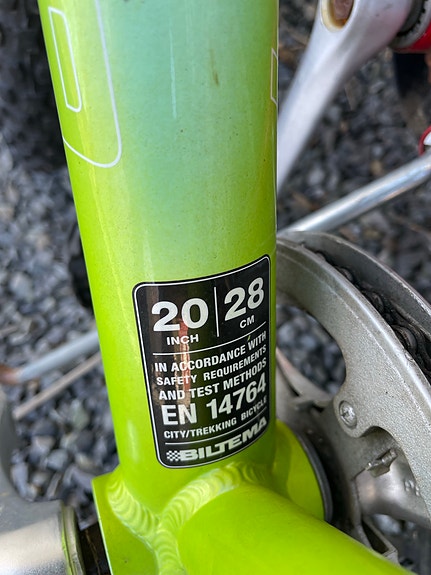 20 | 28
INCH CM
IN ACCORDANCE WITH
SAFETY REQUIREMENTS
AND TEST METHODS
EN 14764
CITY/TREKKING BICYCLE
BILTEMA